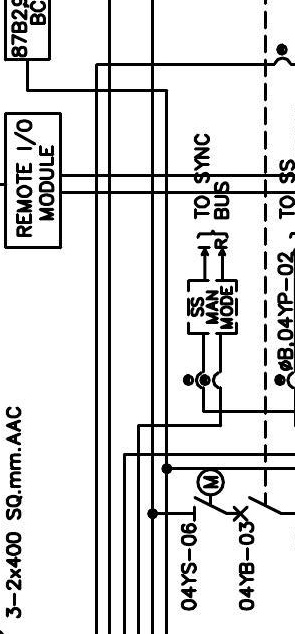 87B29
BC
REMOTE I/O
MODULE
TO SYNC
BUS
TO SS
I
R
SS
MAN
MODE
ØB,04YP-02
3-2x400 SQ.mm.AAC
M
04YS-06
04YB-03